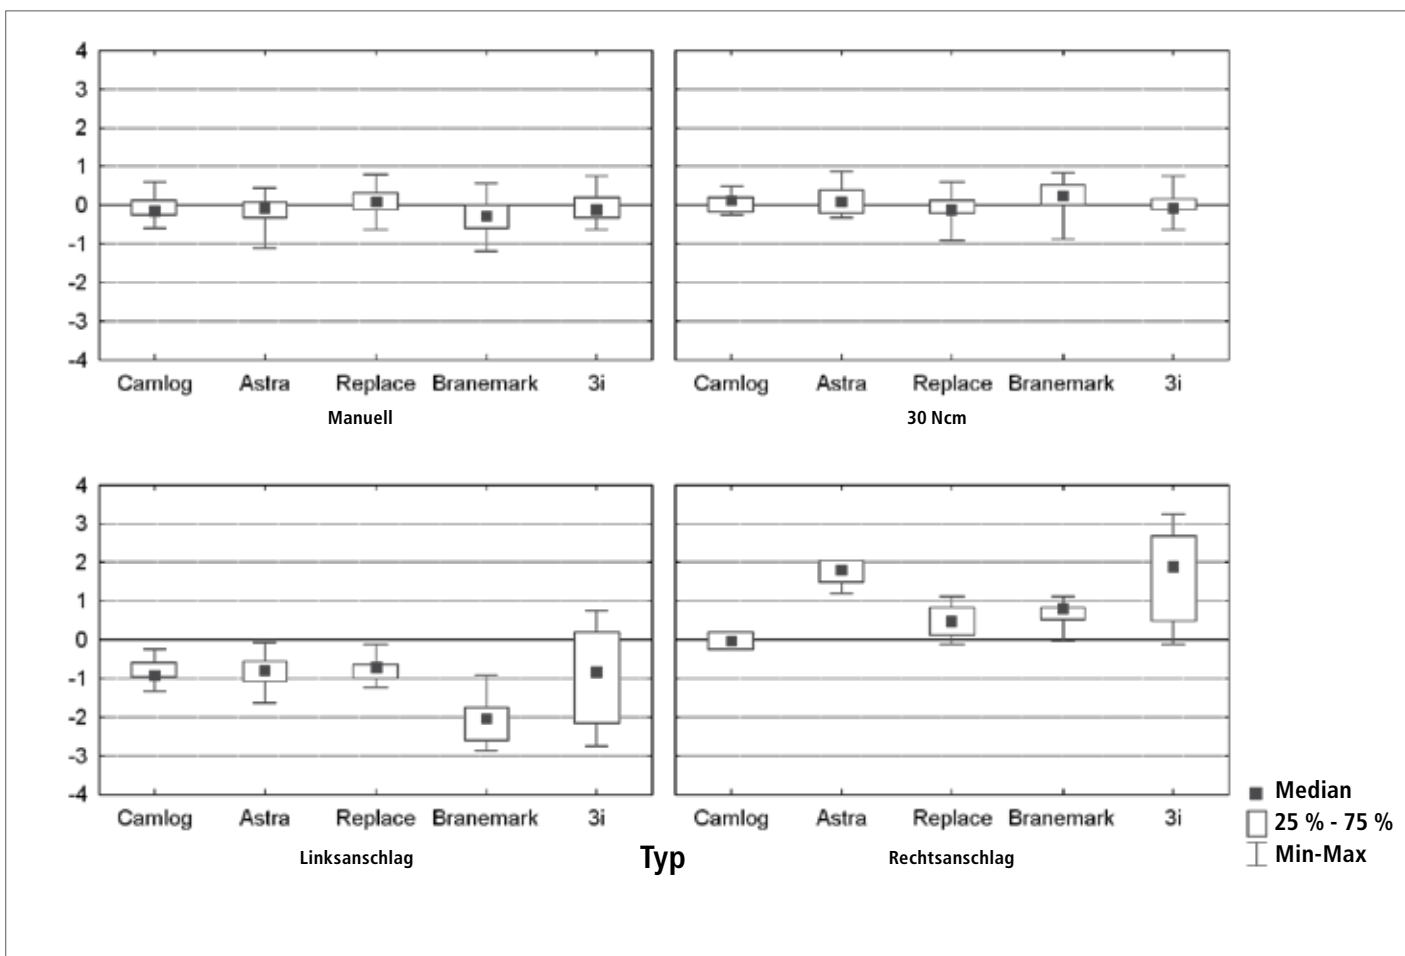 4
3
2
1
0
-1
-2
-3
-4
Camlog Astra Replace Branemark 3i
Manuell
Camlog Astra Replace Branemark 3i
30 Ncm
4
3
2
1
0
-1
-2
-3
-4
Camlog Astra Replace Branemark 3i
Linksanschlag
Camlog Astra Replace Branemark 3i
Rechtsanschlag
Typ
Median
25 % - 75 %
Min-Max